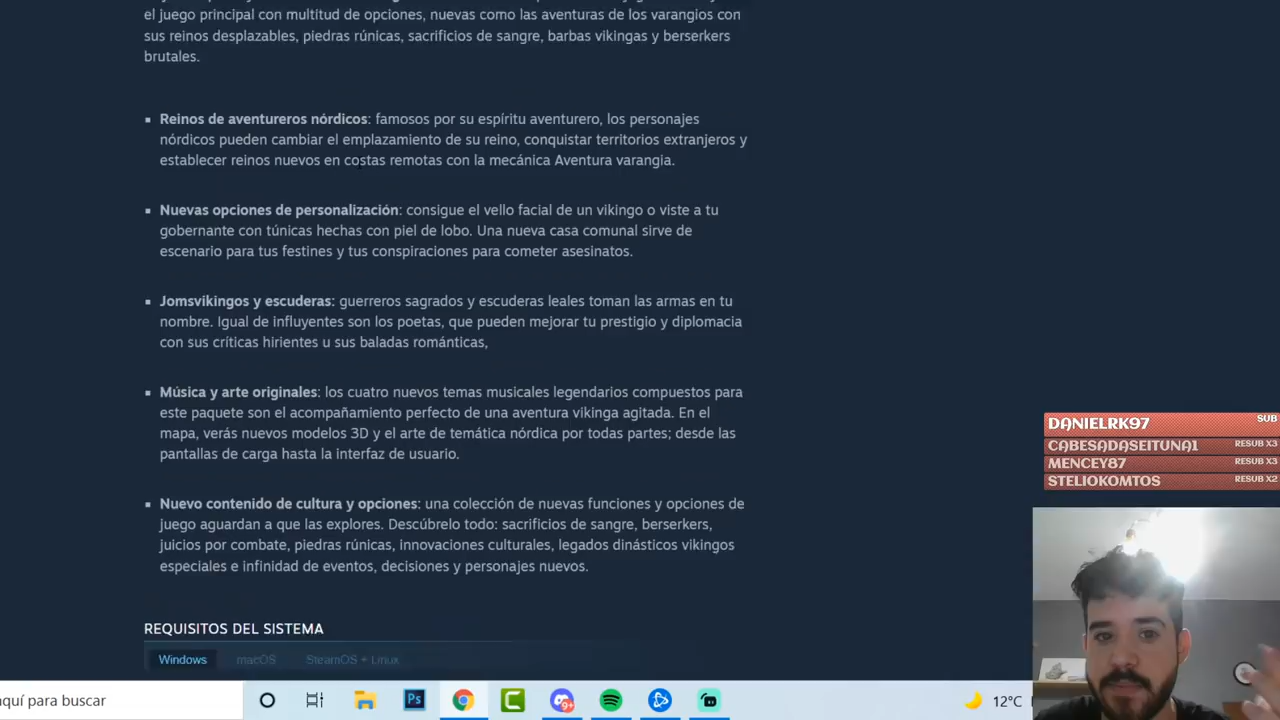 el juego principal con multitud de opciones, nuevas como las aventuras de los varangios con
sus reinos desplazables, piedras rúnicas, sacrificios de sangre, barbas vikingas y berserkers
brutales.
Reinos de aventureros nórdicos: famosos por su espíritu aventurero, los personajes
nórdicos pueden cambiar el emplazamiento de su reino, conquistar territorios extranjeros y
establecer reinos nuevos en costas remotas con la mecánica Aventura varangia.
Nuevas opciones de personalización: consigue el vello facial de un vikingo o viste a tu
gobernante con túnicas hechas con piel de lobo. Una nueva casa comunal sirve de
escenario para tus festines y tus conspiraciones para cometer asesinatos.
Jomsvikingos y escuderas: guerreros sagrados y escuderas leales toman las armas en tu
nombre. Igual de influyentes son los poetas, que pueden mejorar tu prestigio y diplomacia
con sus críticas hirientes u sus baladas románticas,
Música y arte originales: los cuatro nuevos temas musicales legendarios compuestos para
este paquete son el acompañamiento perfecto de una aventura vikinga agitada. En el
mapa, verás nuevos modelos 3D y el arte de temática nórdica por todas partes; desde las
pantallas de carga hasta la interfaz de usuario.
Nuevo contenido de cultura y opciones: una colección de nuevas funciones y opciones de
juego aguardan a que las explores. Descúbrelo todo: sacrificios de sangre, berserkers,
juicios por combate, piedras rúnicas, innovaciones culturales, legados dinásticos vikingos
especiales e infinidad de eventos, decisiones y personajes nuevos.
REQUISITOS DEL SISTEMA
Windows macOS SteamOS + Linux
DANIELRK97 SUB
CABESADASEITUNA1 RESUB X3
MENCEY87 RESUB X3
STELIOKOMTOS RESUB X2
aquí para buscar
Ps
9+
12°C